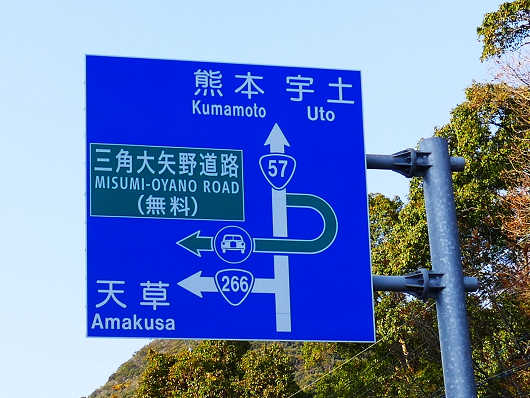 熊本 宇土
Kumamoto Uto
57
三角大矢野道路
MISUMI-OYANO ROAD
(無料)
266
天草
Amakusa